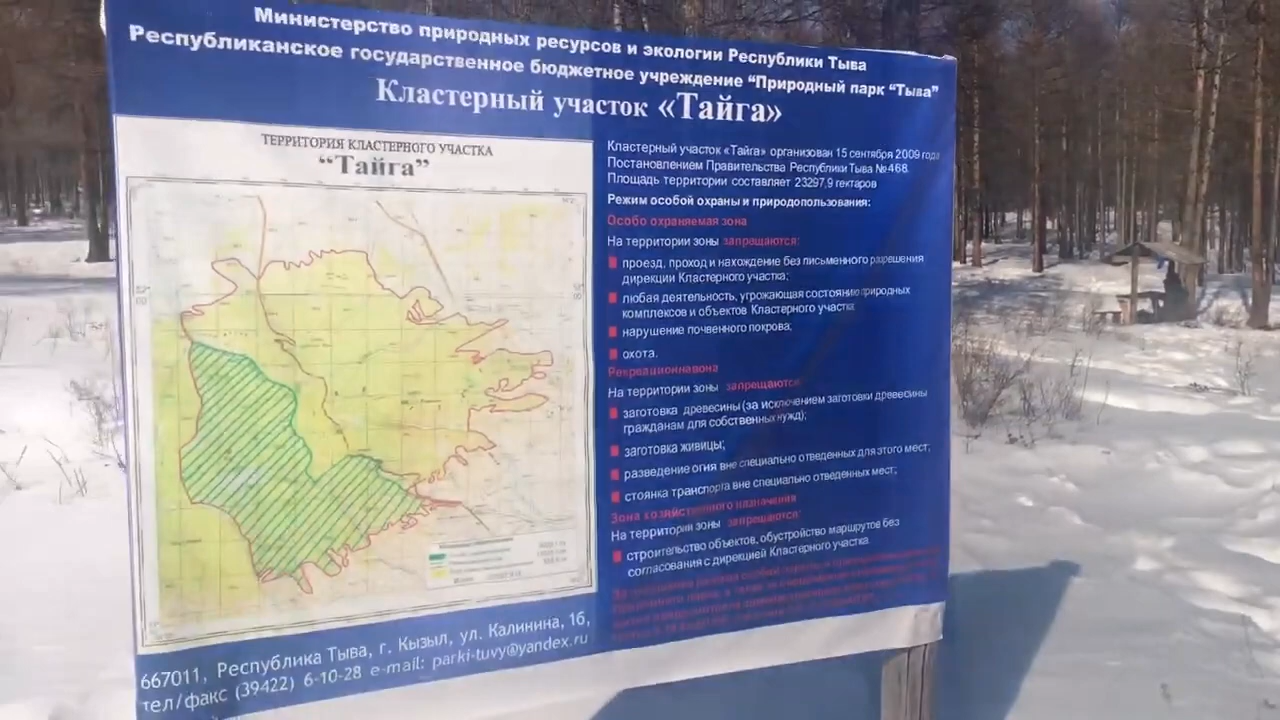 Министерство природных ресурсов и экологии Республики Тыва
Республиканское государственное бюджетное учреждение “Природный парк “Тыва”
Кластерный участок «Тайга»
ТЕРРИТОРИЯ КЛАСТЕРНОГО УЧАСТКА
“Тайга”
Кластерный участок «Тайга» организован 15 сентября 2009 года
Постановлением Правительства Республики Тыва №468.
Площадь территории составляет 23297,9 гектаров
Режим особой охраны и природопользования:
Особо охраняемая зона
На территории зоны запрещаются:
проезд, проход и нахождение без письменного разрешения
дирекции Кластерного участка;
любая деятельность, угрожающая состоянию природных
комплексов и объектов Кластерного участка
нарушение почвенного покрова;
охота.
Рекреационнавона
На территории зоны запрещаются
заготовка древесины (за исключением заготовки древесины
гражданам для собственных нужд);
заготовка живицы;
разведение огня вне специально отведенных для этого мест;
стоянка транспорта вне специально отведенных мест;
Зона хозяйственного назначения
На территории зоны запрещаются:
строительство объектов, обустройство маршрутов без
согласования с дирекцией Кластерного участка
667011, Республика Тыва, г. Кызыл, ул. Калинина, 1б,
тел/факс (39422) 6-10-28 e-mail: parki-tuvy@yandex.ru